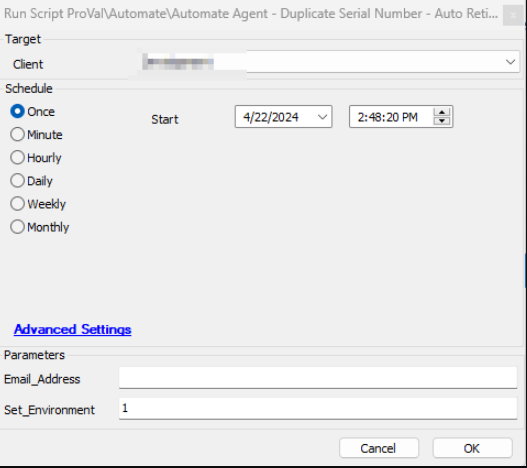 Run Script ProVal\Automate\Automate Agent - Duplicate Serial Number - Auto Reti... x
Target
Client
Schedule
Once
Start 4/22/2024 2:48:20 PM
Minute
Hourly
Daily
Weekly
Monthly
Advanced Settings
Parameters
Email_Address
Set_Environment 1
Cancel OK